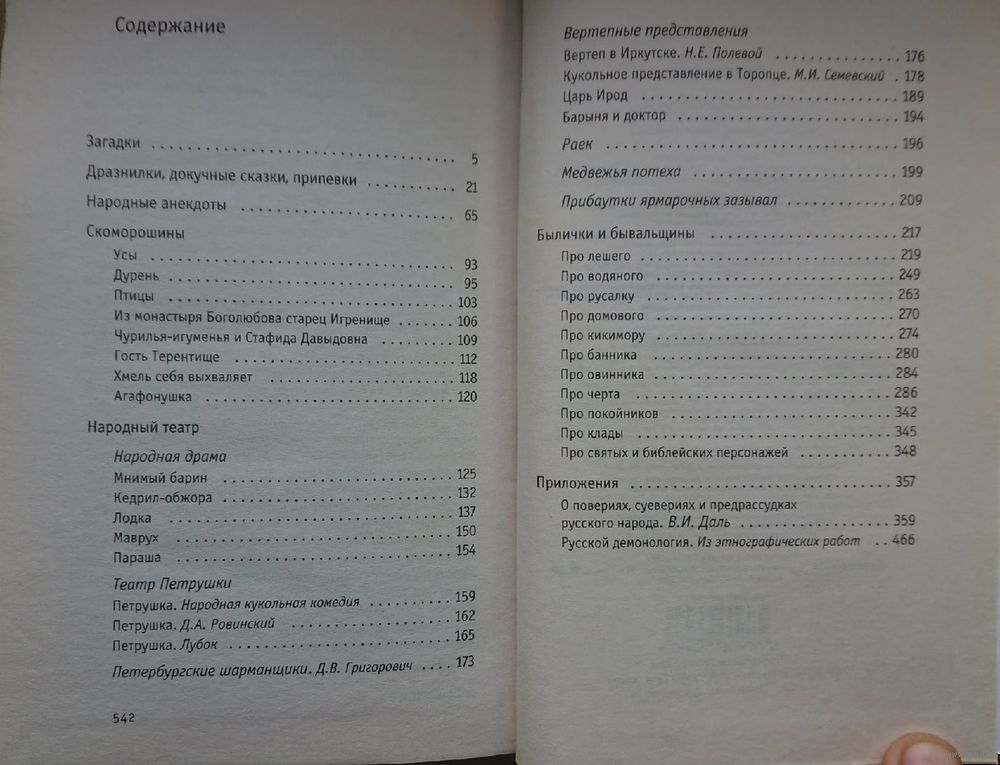 Содержание
Загадки 5
Дразнилки, докучные сказки, припевки 21
Народные анекдоты 65
Скоморошины
Усы 93
Дурень 95
Птицы 103
Из монастыря Боголюбова старец Игренище 106
Чурилья-игуменья и Стафида Давыдовна 109
Гость Терентище 112
Хмель себя выхваляет 118
Агафонушка 120
Народный театр
Народная драма
Мнимый барин 125
Кедрил-обжора 132
Лодка 137
Маврух 150
Параша 154
Театр Петрушки
Петрушка. Народная кукольная комедия 159
Петрушка. Д.А. Ровинский 162
Петрушка. Лубок 165
Петербургские шарманщики. Д.В. Григорович 173
542
Вертепные представления
Вертеп в Иркутске. Н.Е. Полевой 176
Кукольное представление в Торопце. М.И. Семевский 178
Царь Ирод 189
Барыня и доктор 194
Раек 196
Медвежья потеха 199
Прибаутки ярмарочных зазывал 209
Былички и бывальщины 217
Про лешего 219
Про водяного 249
Про русалку 263
Про домового 270
Про кикимору 274
Про банника 280
Про овинника 284
Про черта 286
Про покойников 342
Про клады 345
Про святых и библейских персонажей 348
Приложения 357
О повериях, суевериях и предрассудках
русского народа. В.И. Даль 359
Русской демонология. Из этнографических работ 466